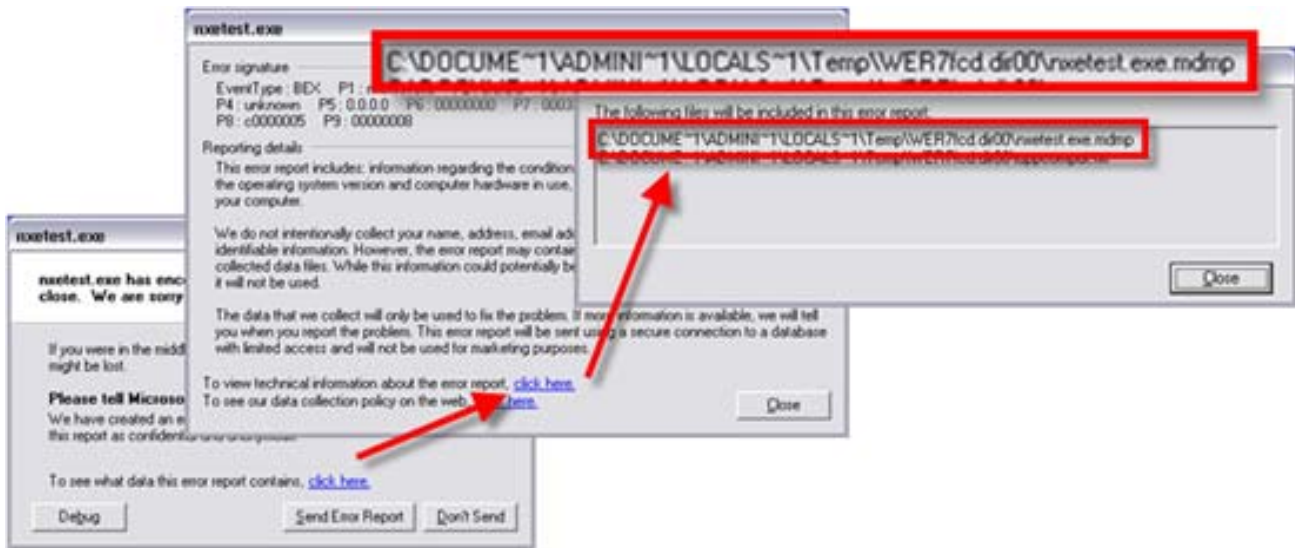 nxetest.exe
Error signature
EventType : BEX P1 :
P4 : unknown P5 : 0.0.0.0 P6 : 00000000 P7 :
P8 : c0000005 P9 : 00000008
Reporting details
This error report includes: information regarding the condition
the operating system version and computer hardware in use,
your computer.
We do not intentionally collect your name, address, email
identifiable information. However, the error report may
collected data files. While this information could potentially
it will not be used.
The data that we collect will only be used to fix the problem. If more information is available, we will tell
you when you report the problem. This error report will be sent using a secure connection to a database
with limited access and will not be used for marketing purposes.
To view technical information about the error report, click here.
To see our data collection policy on the web, here.
Close
C:\DOCUME~1\ADMINI~1\LOCALS~1\Temp\WER7fcd.dir00\nxetest.exe.mdmp
The following files will be included in this error report:
C:\DOCUME~1\ADMINI~1\LOCALS~1\Temp\WER7fcd.dir00\nxetest.exe.mdmp
Close
nxetest.exe
nxetest.exe has
close. We are sorry
If you were in the
might be lost.
Please tell
We have created an
this report as
To see what data this error report contains, click here.
Debug
Send Error Report
Don't Send